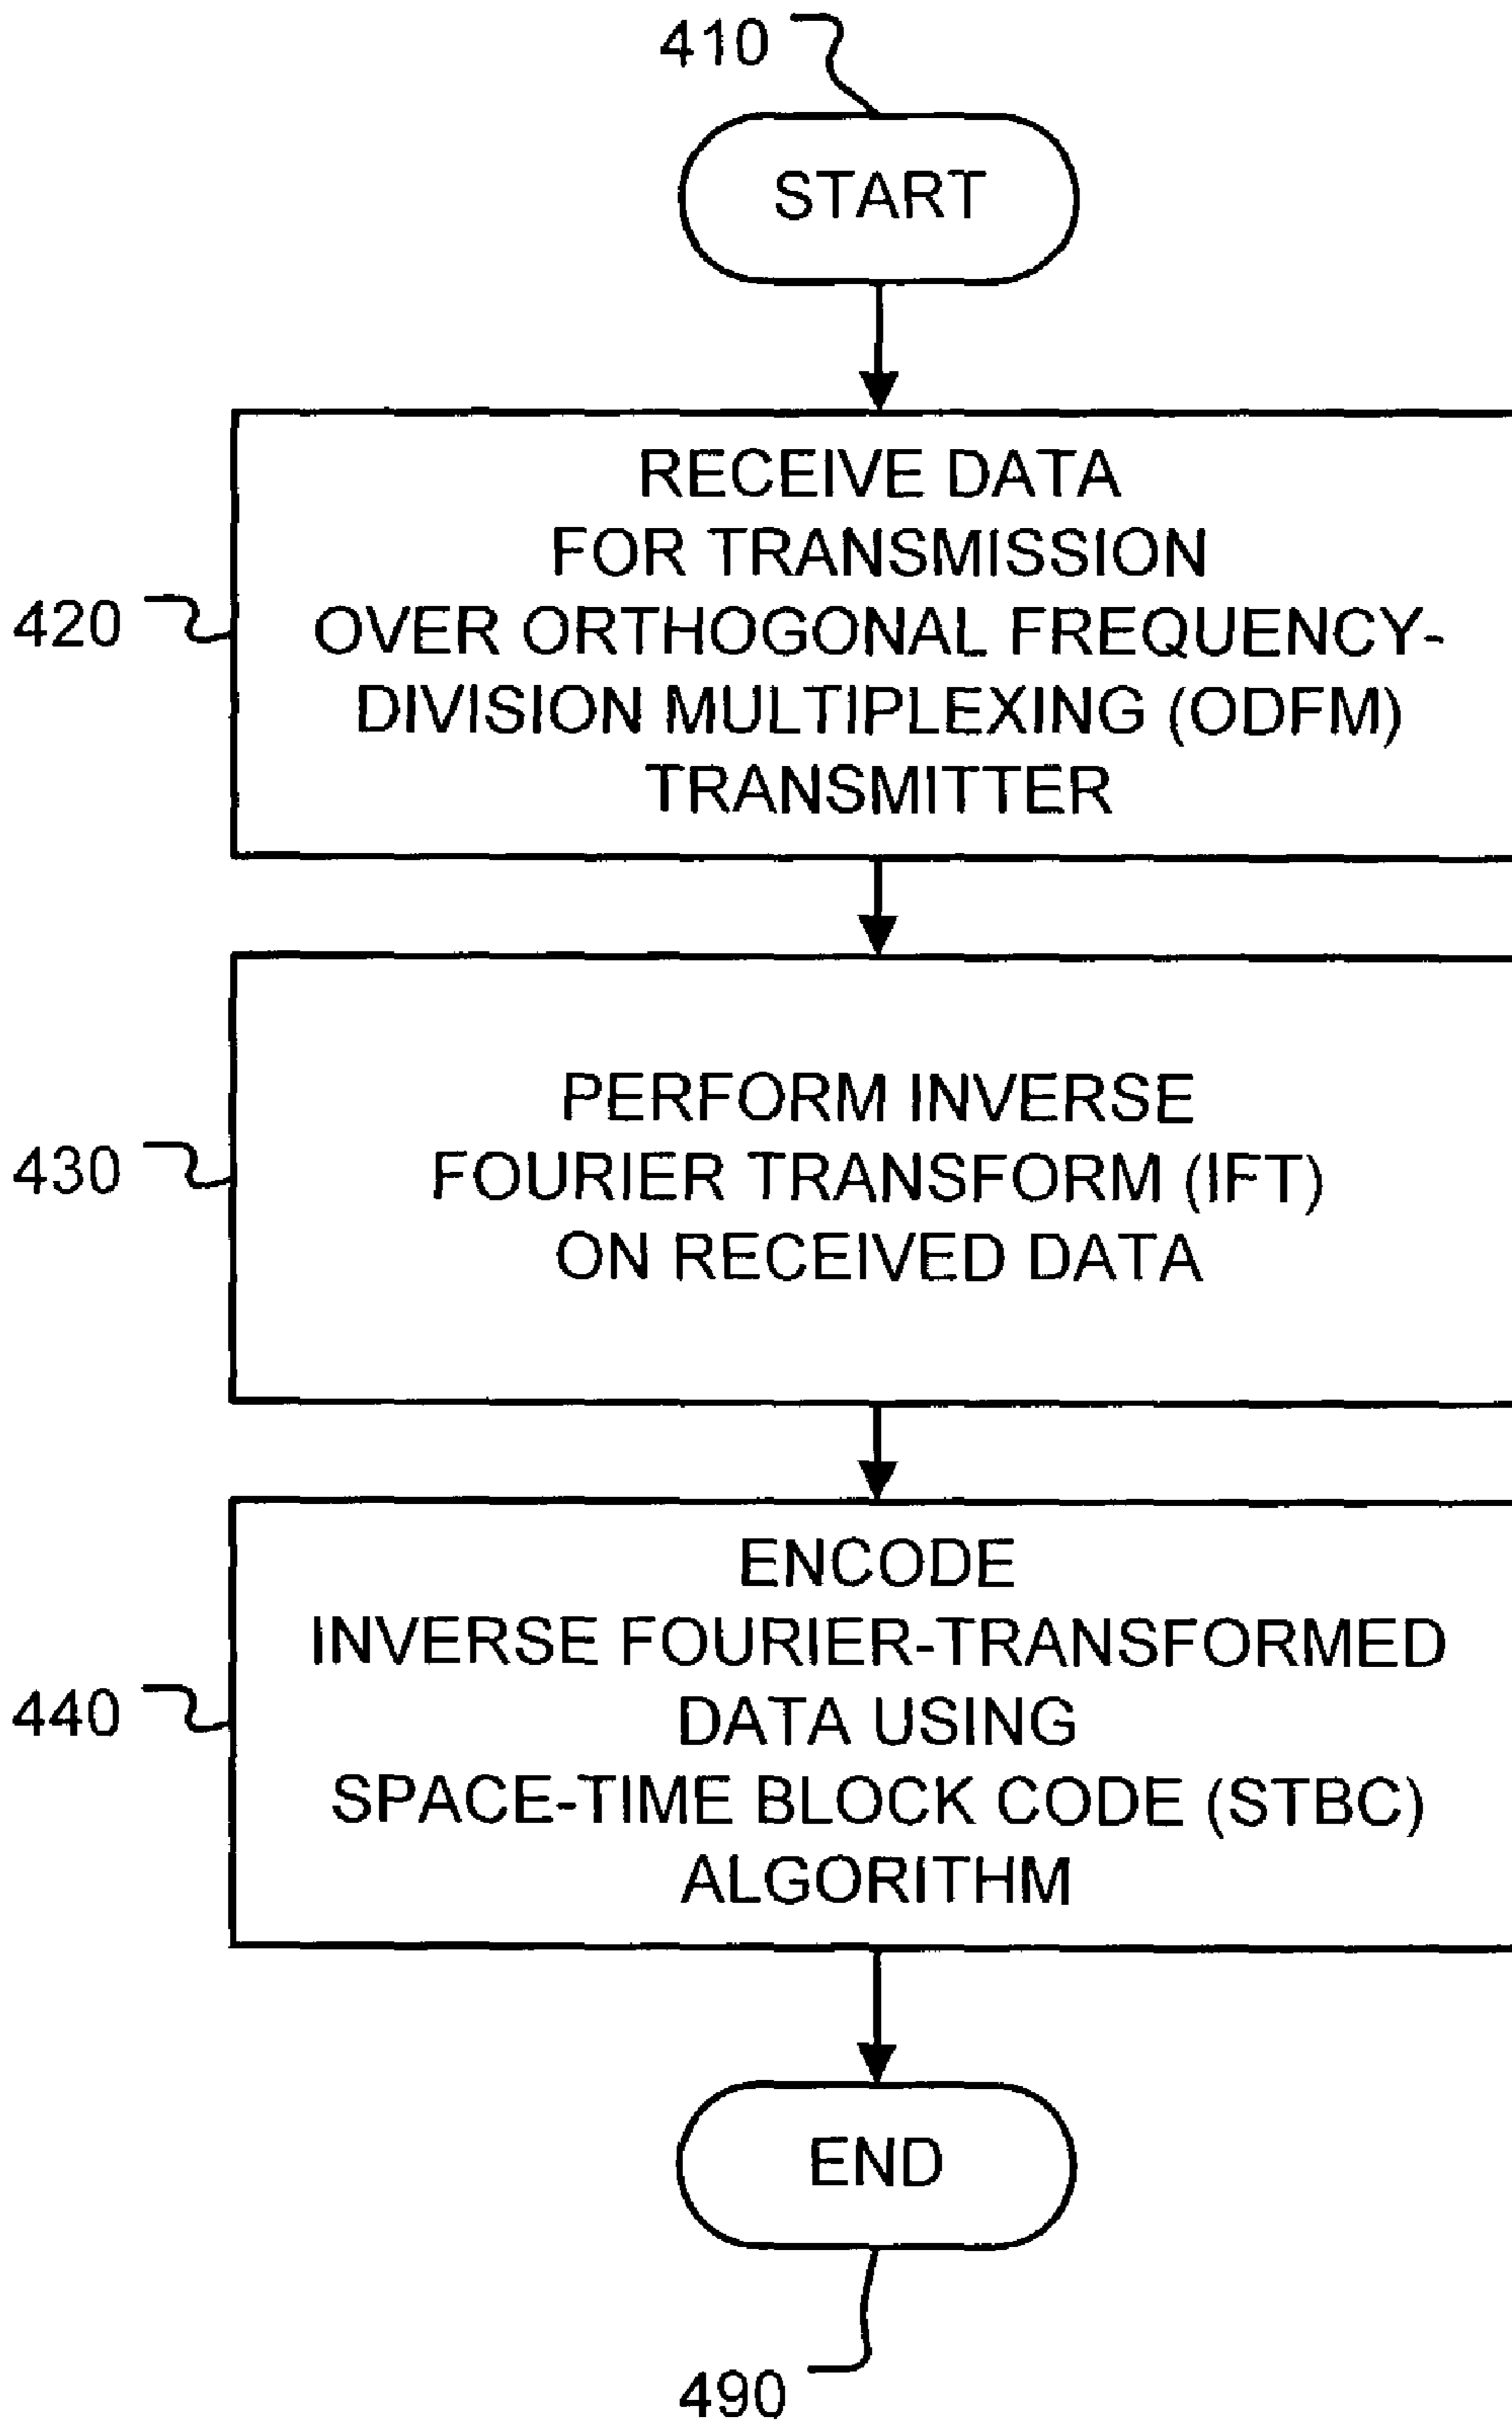 410
START
RECEIVE DATA
FOR TRANSMISSION
420
OVER ORTHOGONAL FREQUENCY-
DIVISION MULTIPLEXING (ODFM)
TRANSMITTER
PERFORM INVERSE
430
FOURIER TRANSFORM (IFT)
ON RECEIVED DATA
ENCODE
INVERSE FOURIER-TRANSFORMED
440
DATA USING
SPACE-TIME BLOCK CODE (STBC)
ALGORITHM
END
490